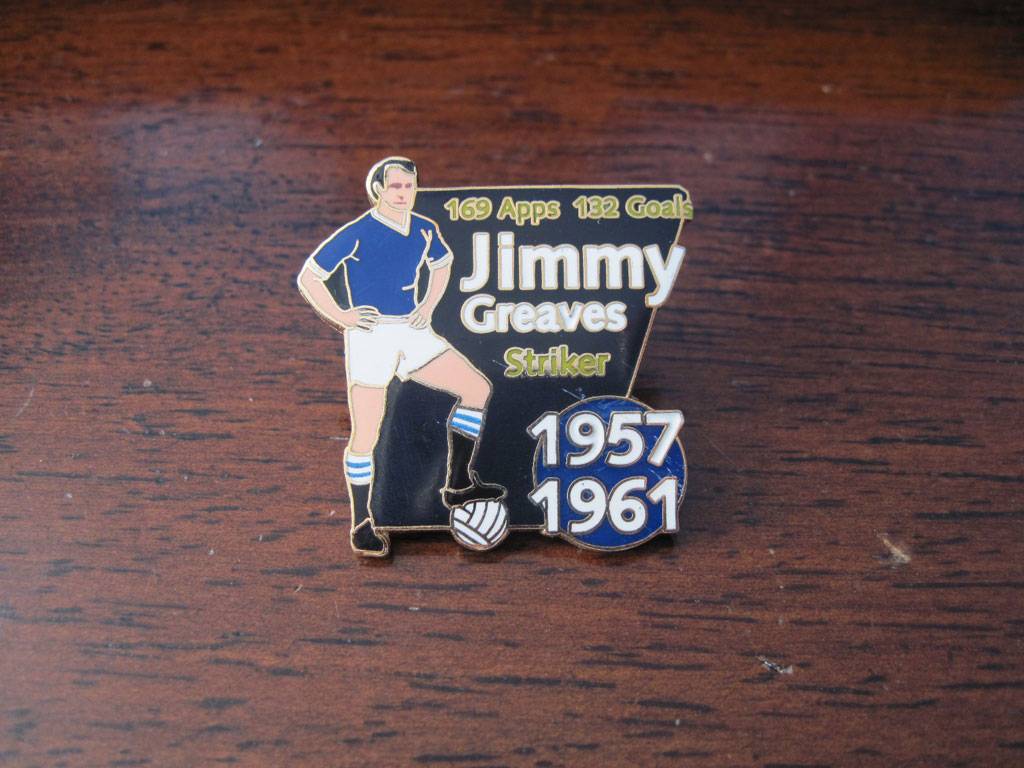 169 Apps 132 Goals
Jimmy
Greaves
Striker
1957
1961